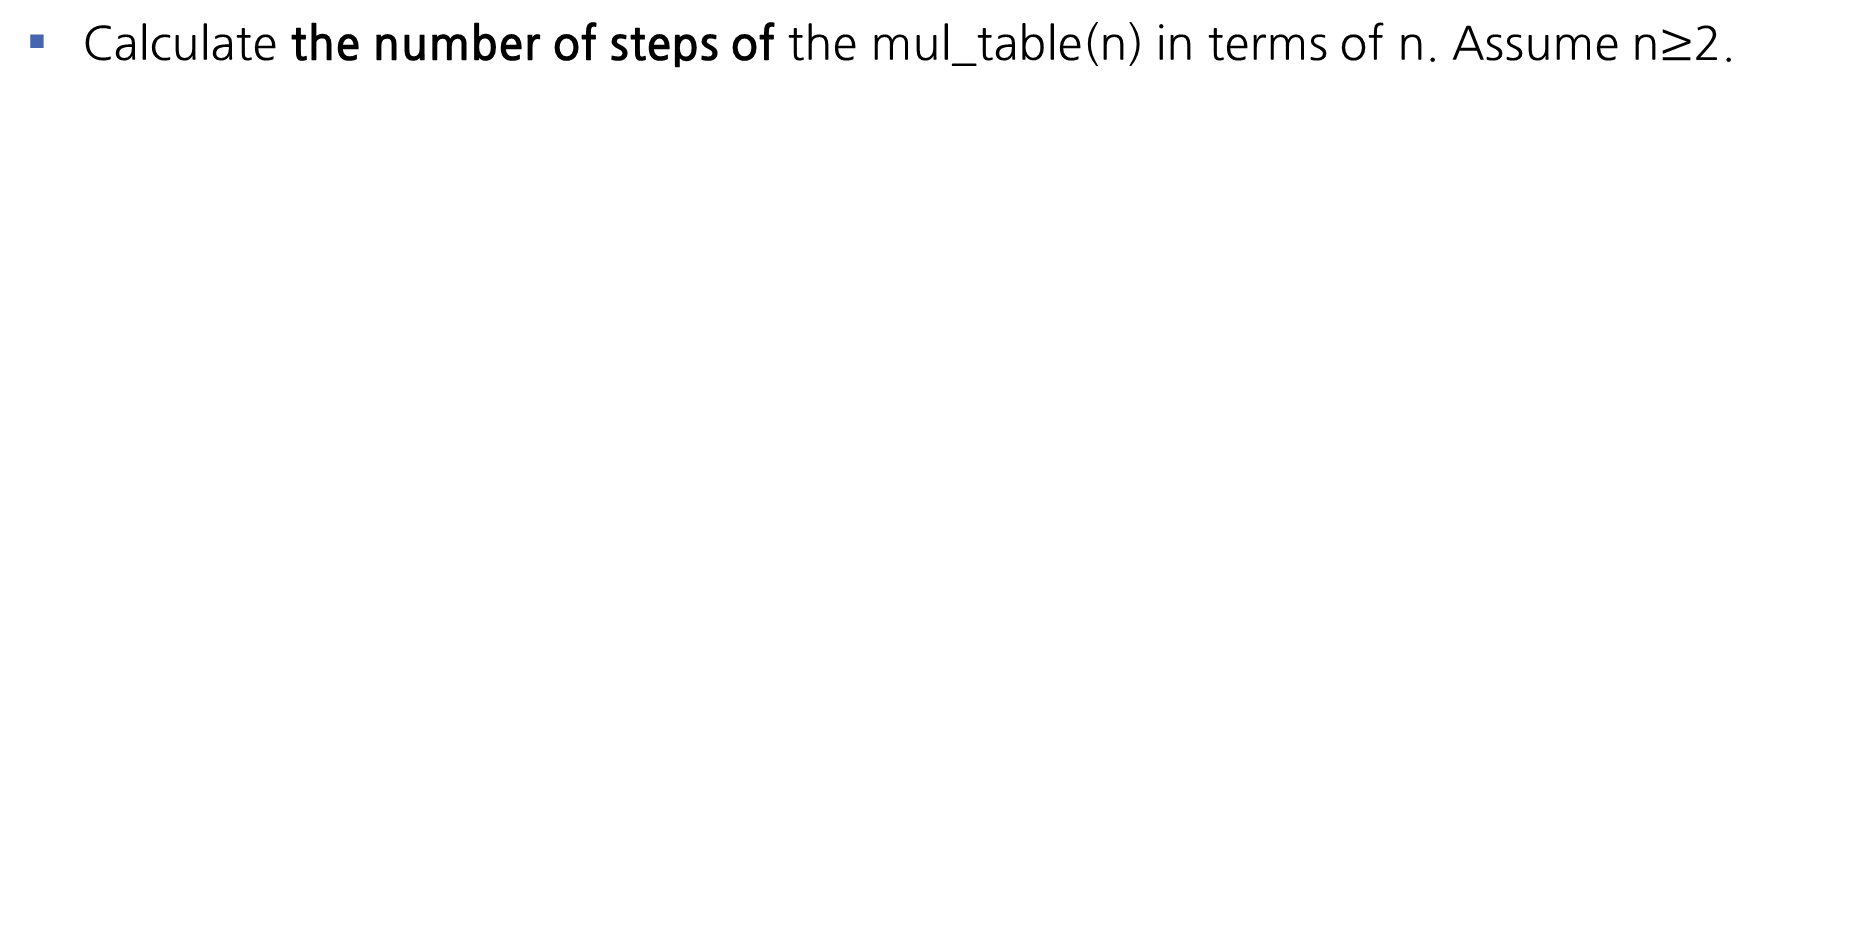 ▪ Calculate the number of steps of the mul_table(n) in terms of n. Assume n≥2.